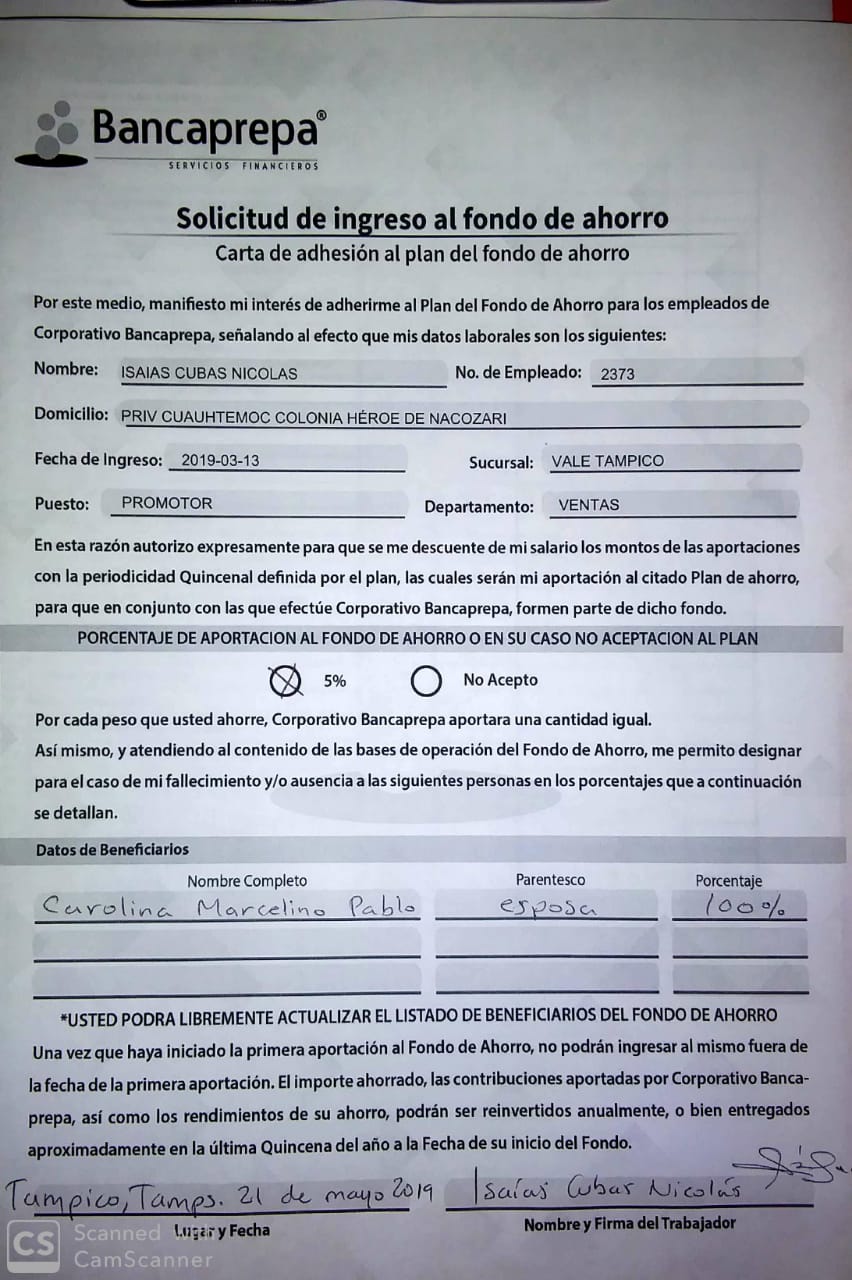 Bancaprepa®
SERVICIOS FINANCIEROS
Solicitud de ingreso al fondo de ahorro
Carta de adhesión al plan del fondo de ahorro
Por este medio, manifiesto mi interés de adherirme al Plan del Fondo de Ahorro para los empleados de
Corporativo Bancaprepa, señalando al efecto que mis datos laborales son los siguientes:
Nombre: ISAIAS CUBAS NICOLAS No. de Empleado: 2373
Domicilio: PRIV CUAUHTEMOC COLONIA HÉROE DE NACOZARI
Fecha de Ingreso: 2019-03-13 Sucursal: VALE TAMPICO
Puesto: PROMOTOR Departamento: VENTAS
En esta razón autorizo expresamente para que se me descuente de mi salario los montos de las aportaciones
con la periodicidad Quincenal definida por el plan, las cuales serán mi aportación al citado Plan de ahorro,
para que en conjunto con las que efectúe Corporativo Bancaprepa, formen parte de dicho fondo.
PORCENTAJE DE APORTACION AL FONDO DE AHORRO O EN SU CASO NO ACEPTACION AL PLAN
5% No Acepto
Por cada peso que usted ahorre, Corporativo Bancaprepa aportara una cantidad igual.
Así mismo, y atendiendo al contenido de las bases de operación del Fondo de Ahorro, me permito designar
para el caso de mi fallecimiento y/o ausencia a las siguientes personas en los porcentajes que a continuación
se detallan.
Datos de Beneficiarios
Nombre Completo Parentesco Porcentaje
Carolina Marcelino Pablo esposa 100%
*USTED PODRA LIBREMENTE ACTUALIZAR EL LISTADO DE BENEFICIARIOS DEL FONDO DE AHORRO
Una vez que haya iniciado la primera aportación al Fondo de Ahorro, no podrán ingresar al mismo fuera de
la fecha de la primera aportación. El importe ahorrado, las contribuciones aportadas por Corporativo Banca-
prepa, así como los rendimientos de su ahorro, podrán ser reinvertidos anualmente, o bien entregados
aproximadamente en la última Quincena del año a la Fecha de su inicio del Fondo.
Tampico, Tamps. 21 de mayo 2019 Isaías Cubas Nicolás
Lugar y Fecha Nombre y Firma del Trabajador
CS Scanned with
CamScanner